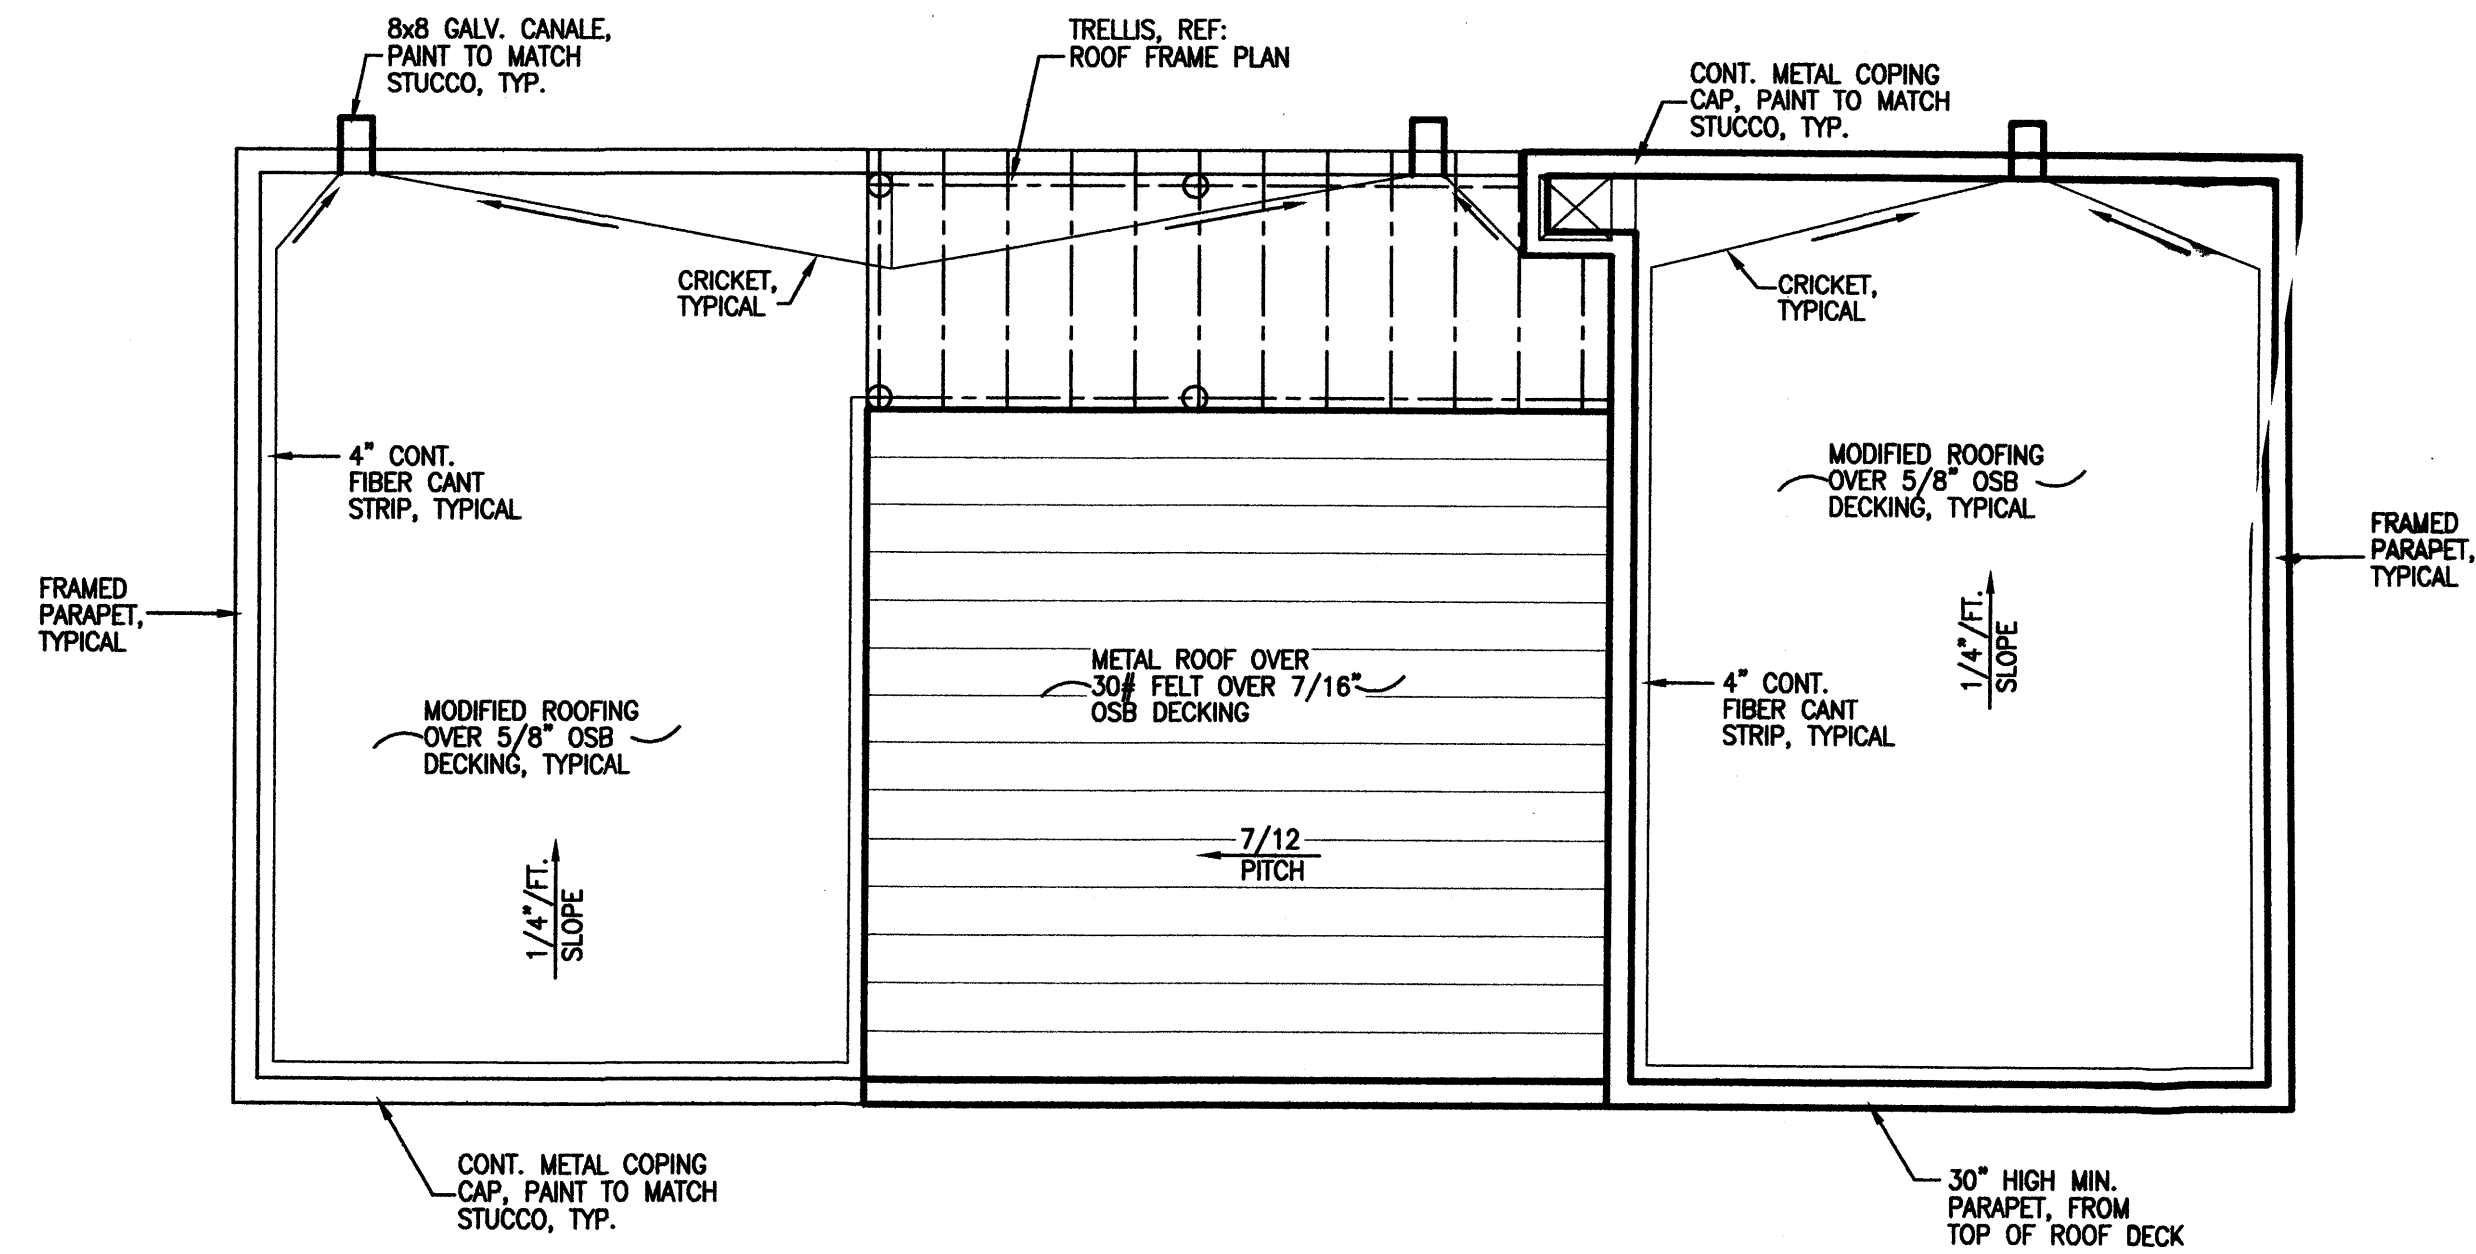 8x8 GALV. CANALE,
PAINT TO MATCH
STUCCO, TYP.
TRELLIS, REF:
ROOF FRAME PLAN
CONT. METAL COPING
CAP, PAINT TO MATCH
STUCCO, TYP.
CRICKET,
TYPICAL
CRICKET,
TYPICAL
4" CONT.
FIBER CANT
STRIP, TYPICAL
MODIFIED ROOFING
OVER 5/8" OSB
DECKING, TYPICAL
FRAMED
PARAPET,
TYPICAL
FRAMED
PARAPET,
TYPICAL
1/4"/FT.
SLOPE
METAL ROOF OVER
30# FELT OVER 7/16"
OSB DECKING
4" CONT.
FIBER CANT
STRIP, TYPICAL
MODIFIED ROOFING
OVER 5/8" OSB
DECKING, TYPICAL
7/12
PITCH
1/4"/FT.
SLOPE
CONT. METAL COPING
CAP, PAINT TO MATCH
STUCCO, TYP.
30" HIGH MIN.
PARAPET, FROM
TOP OF ROOF DECK